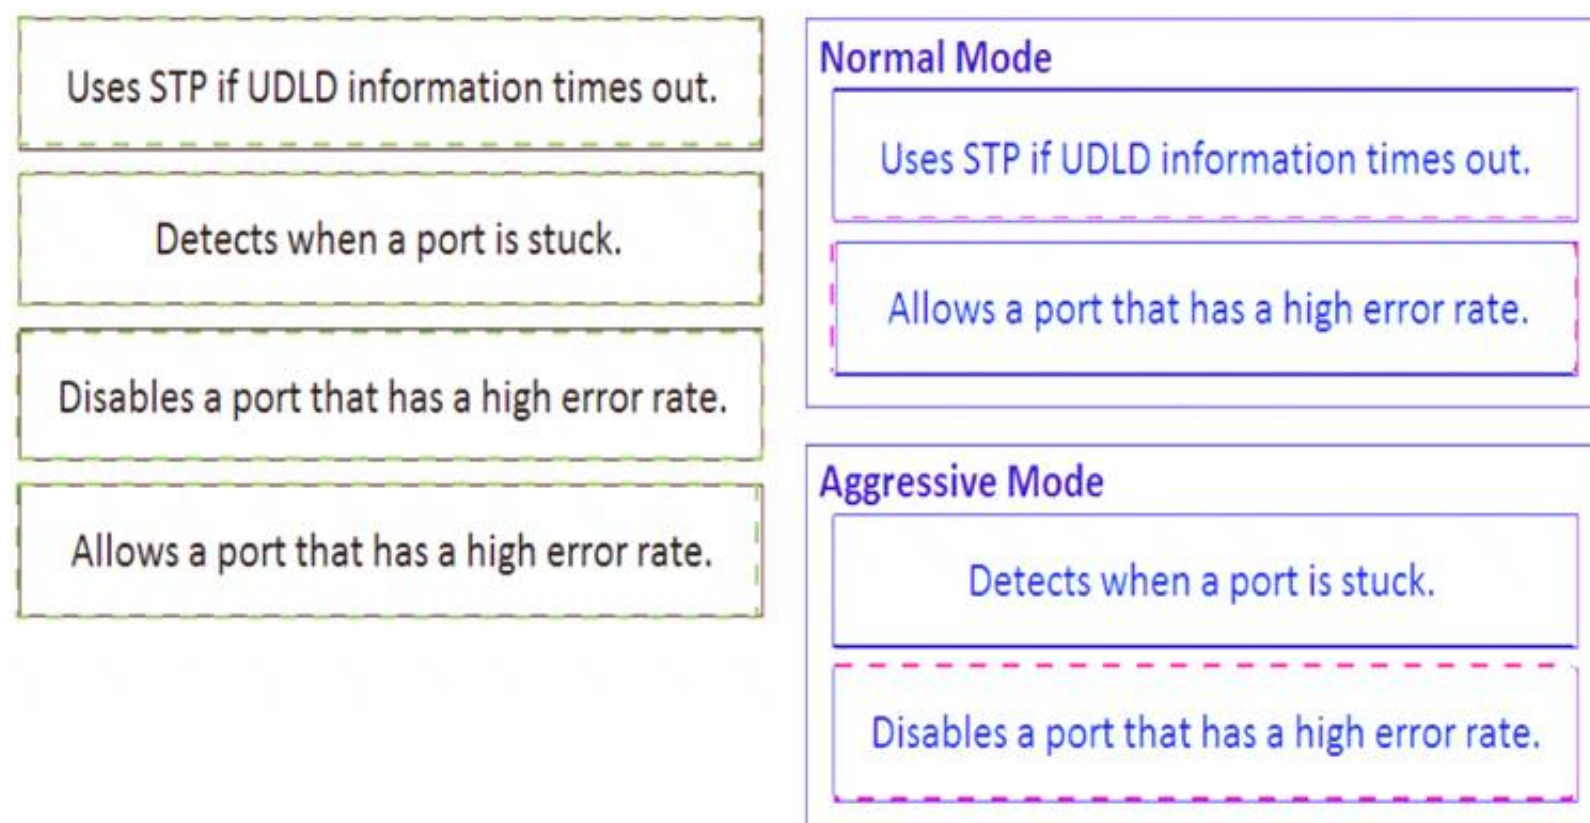 Uses STP if UDLD information times out.
Detects when a port is stuck.
Disables a port that has a high error rate.
Allows a port that has a high error rate.
Normal Mode
Uses STP if UDLD information times out.
Allows a port that has a high error rate.
Aggressive Mode
Detects when a port is stuck.
Disables a port that has a high error rate.